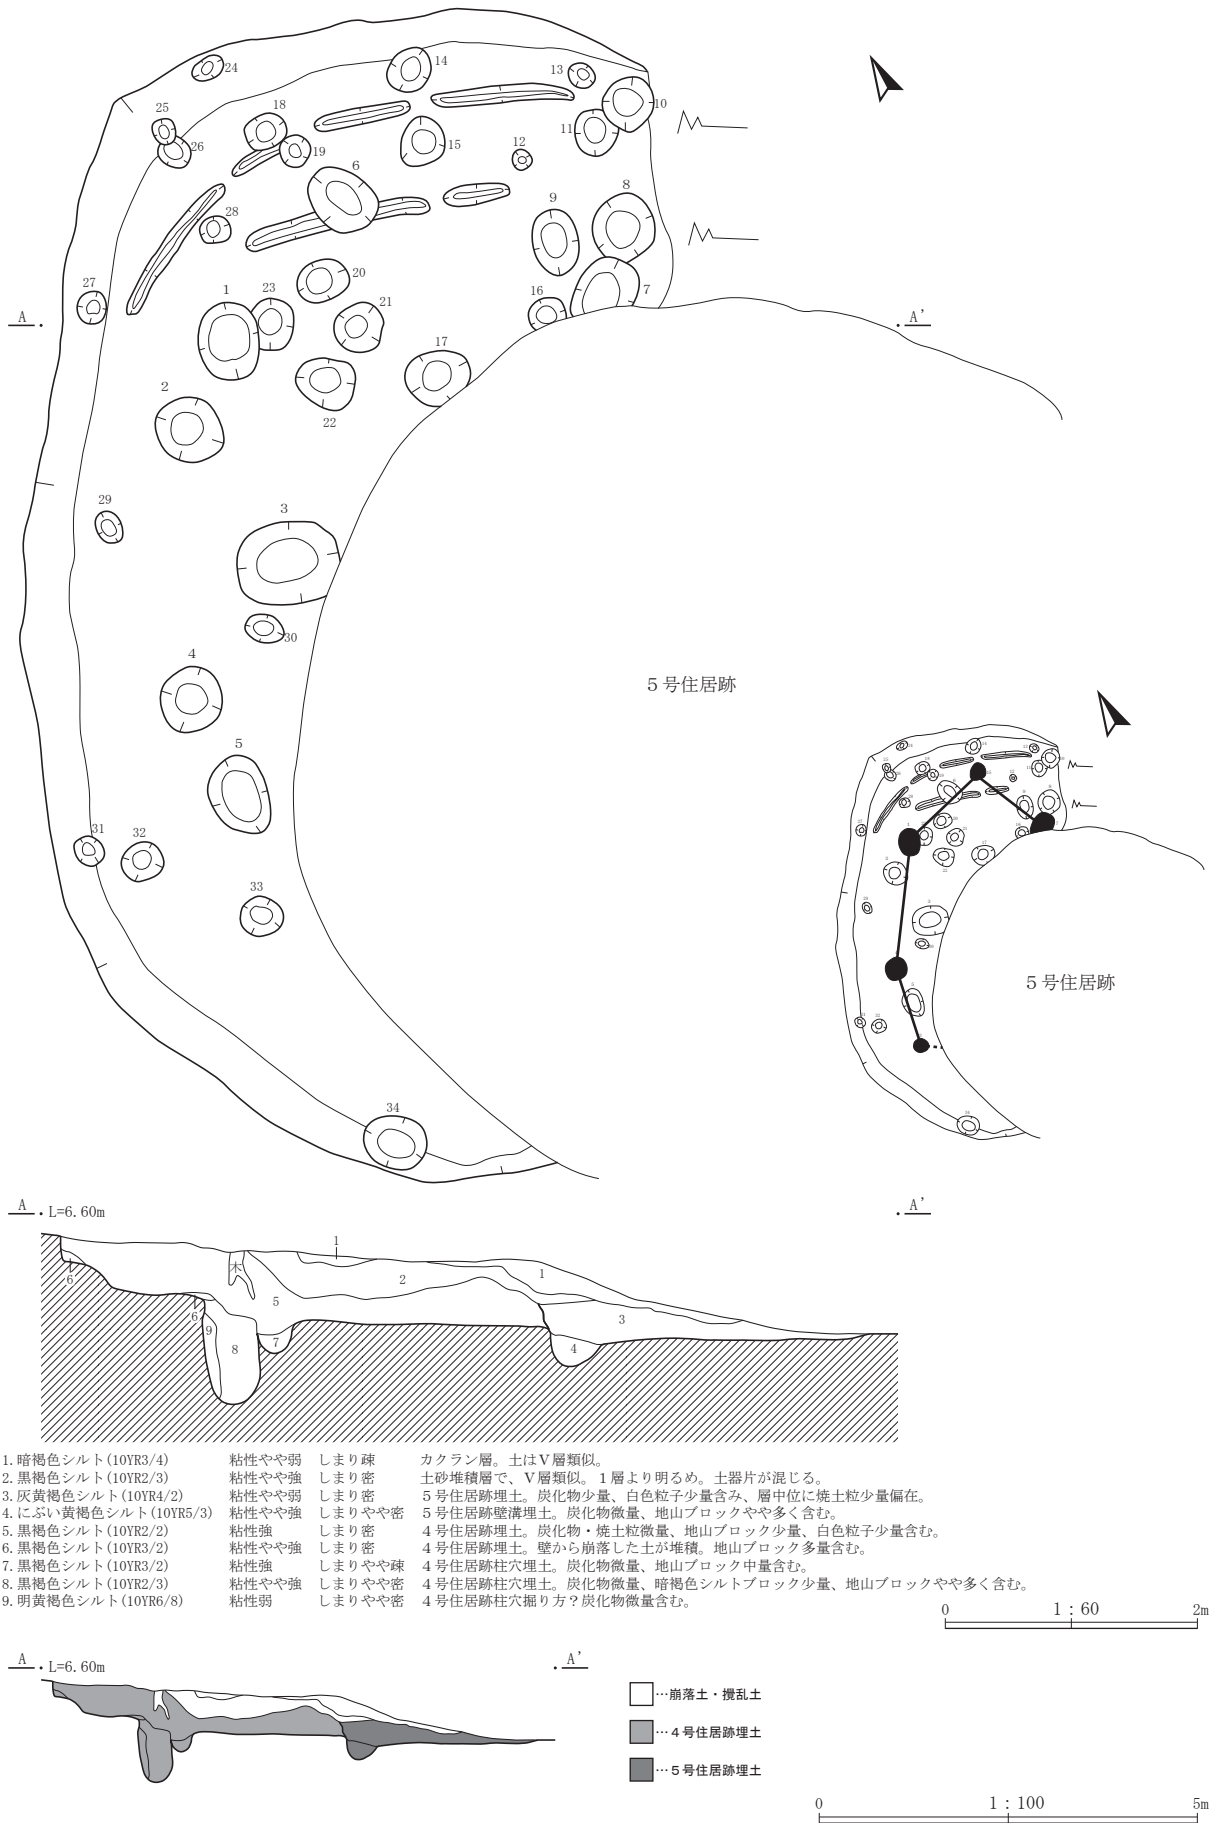 24
14
13
10
25
18
11
26
19
15
12
6
28
9
8
27
20
1
23
21
16
7
A
A'
17
2
22
29
3
30
4
5号住居跡
5
31
32
33
5号住居跡
34
A L=6.60m
A'
1
木
2
1
6
5
3
6
9
8
7
4
1.暗褐色シルト(10YR3/4) 粘性やや弱 しまり疎 カクラン層。土はⅤ層類似。
2.黒褐色シルト(10YR2/3) 粘性やや強 しまり密 土砂堆積層で、Ⅴ層類似。1層より明るめ。土器片が混じる。
3.灰黄褐色シルト(10YR4/2) 粘性やや弱 しまり密 5号住居跡埋土。炭化物少量、白色粒子少量含み、層中位に焼土粒少量偏在。
4.にぶい黄褐色シルト(10YR5/3) 粘性やや強 しまりやや密 5号住居跡壁溝埋土。炭化物微量、地山ブロックやや多く含む。
5.黒褐色シルト(10YR2/2) 粘性強 しまり密 4号住居跡埋土。炭化物・焼土粒微量、地山ブロック少量、白色粒子少量含む。
6.黒褐色シルト(10YR3/2) 粘性やや強 しまり密 4号住居跡埋土。壁から崩落した土が堆積。地山ブロック多量含む。
7.黒褐色シルト(10YR3/2) 粘性強 しまりやや疎 4号住居跡柱穴埋土。炭化物微量、地山ブロック中量含む。
8.黒褐色シルト(10YR2/3) 粘性やや強 しまりやや密 4号住居跡柱穴埋土。炭化物微量、暗褐色シルトブロック少量、地山ブロックやや多く含む。
9.明黄褐色シルト(10YR6/8) 粘性弱 しまりやや密 4号住居跡柱穴掘り方?炭化物微量含む。
0 1:60 2m
A L=6.60m
A'
…崩落土・攪乱土
…4号住居跡埋土
…5号住居跡埋土
0 1:100 5m